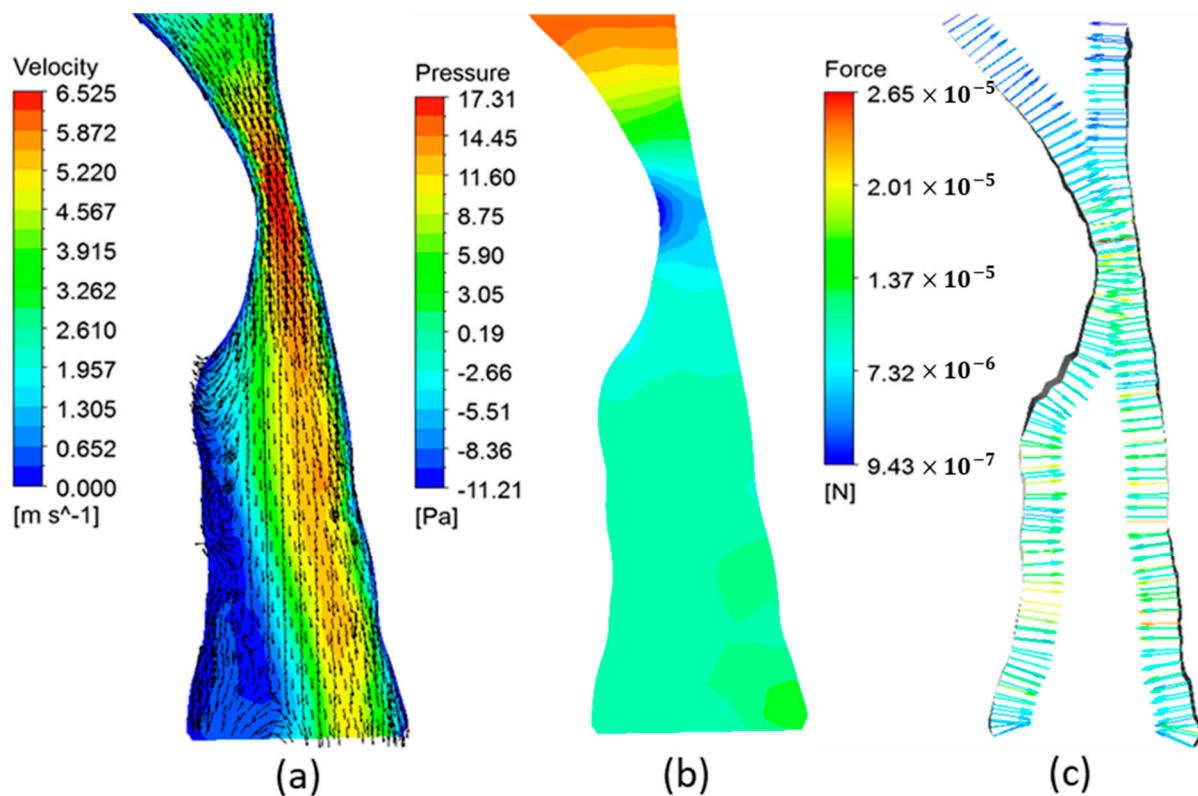 Velocity
6.525
5.872
5.220
4.567
3.915
3.262
2.610
1.957
1.305
0.652
0.000
[m s^-1]
(a)
Pressure
17.31
14.45
11.60
8.75
5.90
3.05
0.19
-2.66
-5.51
-8.36
-11.21
[Pa]
(b)
Force
2.65 × 10⁻⁵
2.01 × 10⁻⁵
1.37 × 10⁻⁵
7.32 × 10⁻⁶
9.43 × 10⁻⁷
[N]
(c)